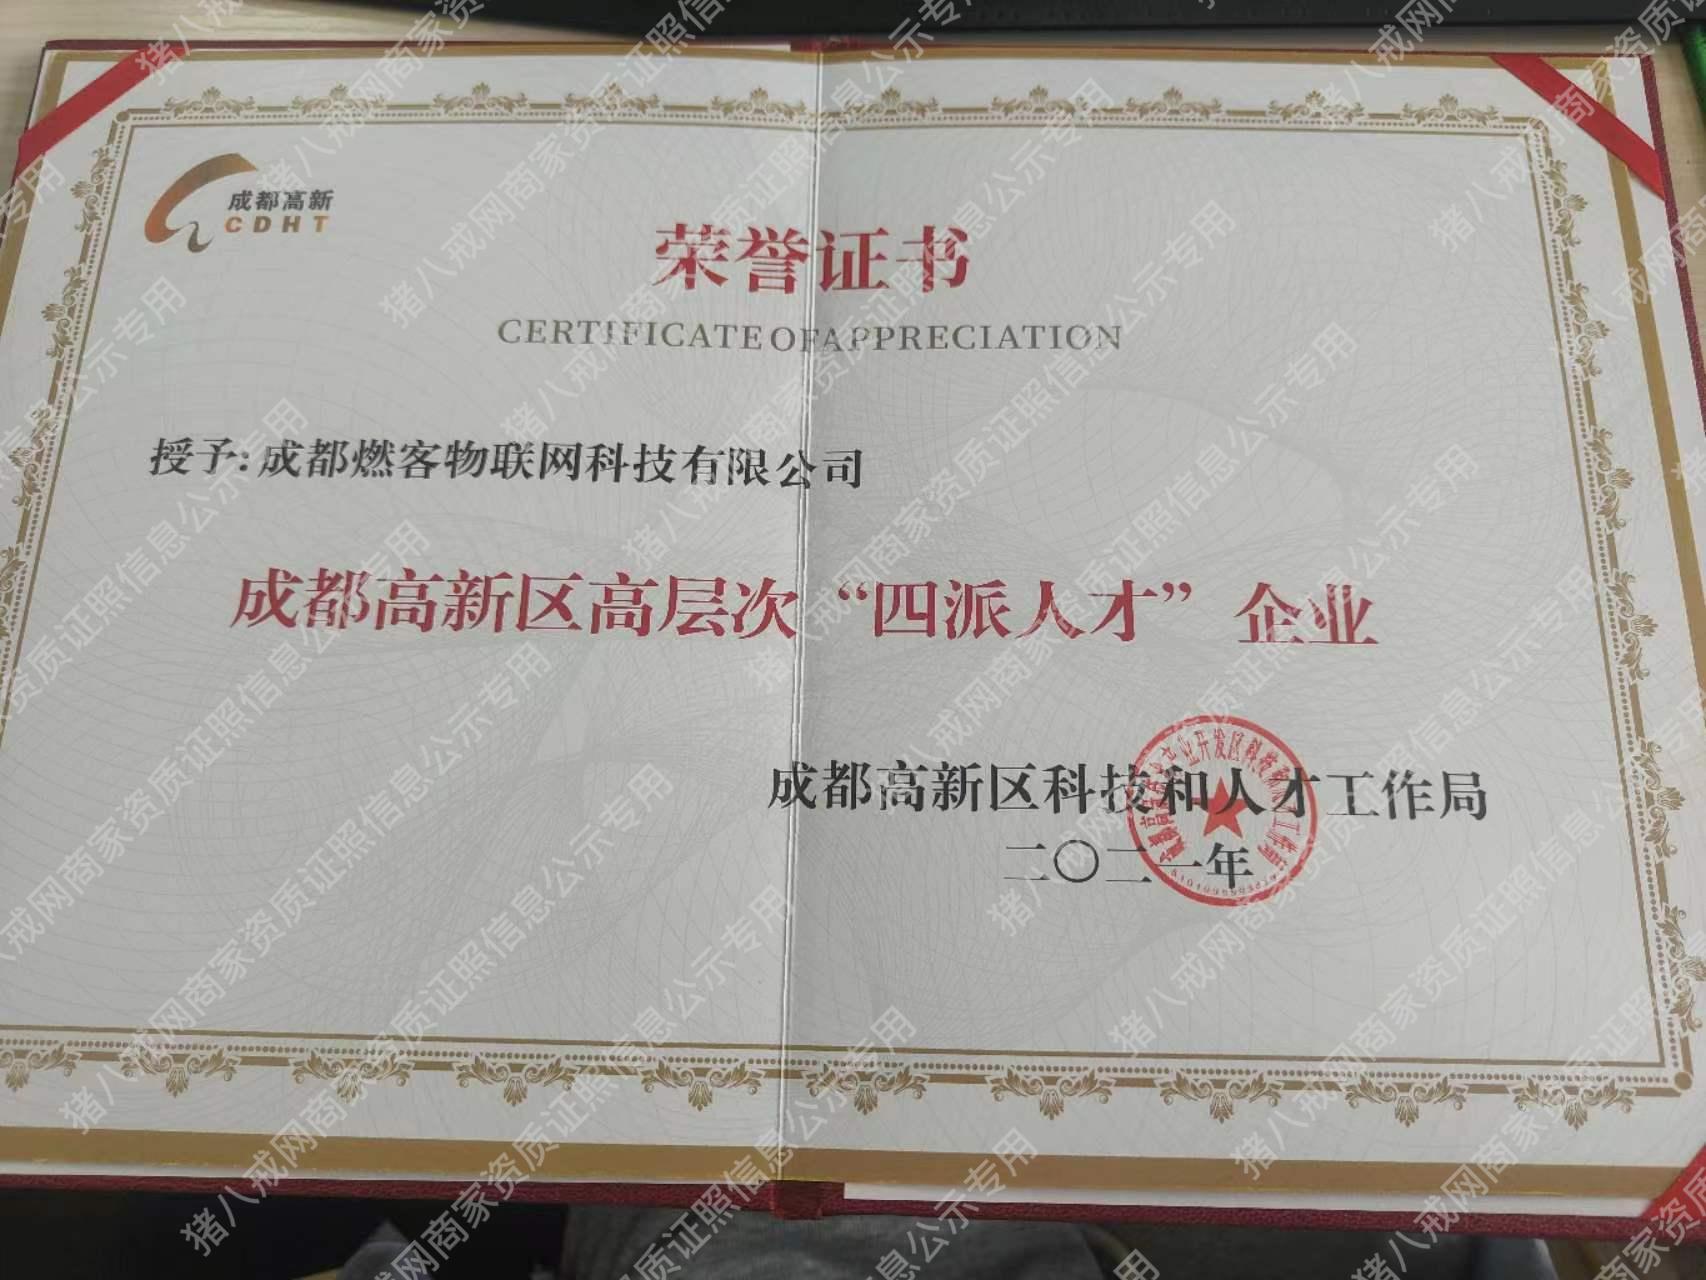 成都高新
CDHT
荣誉证书
CERTIFICATE OF APPRECIATION
授予:成都燃客物联网科技有限公司
成都高新区高层次“四派人才”企业
成都高新区科技和人才工作局
二〇二一年
猪八戒网商家资质证照信息公示专用